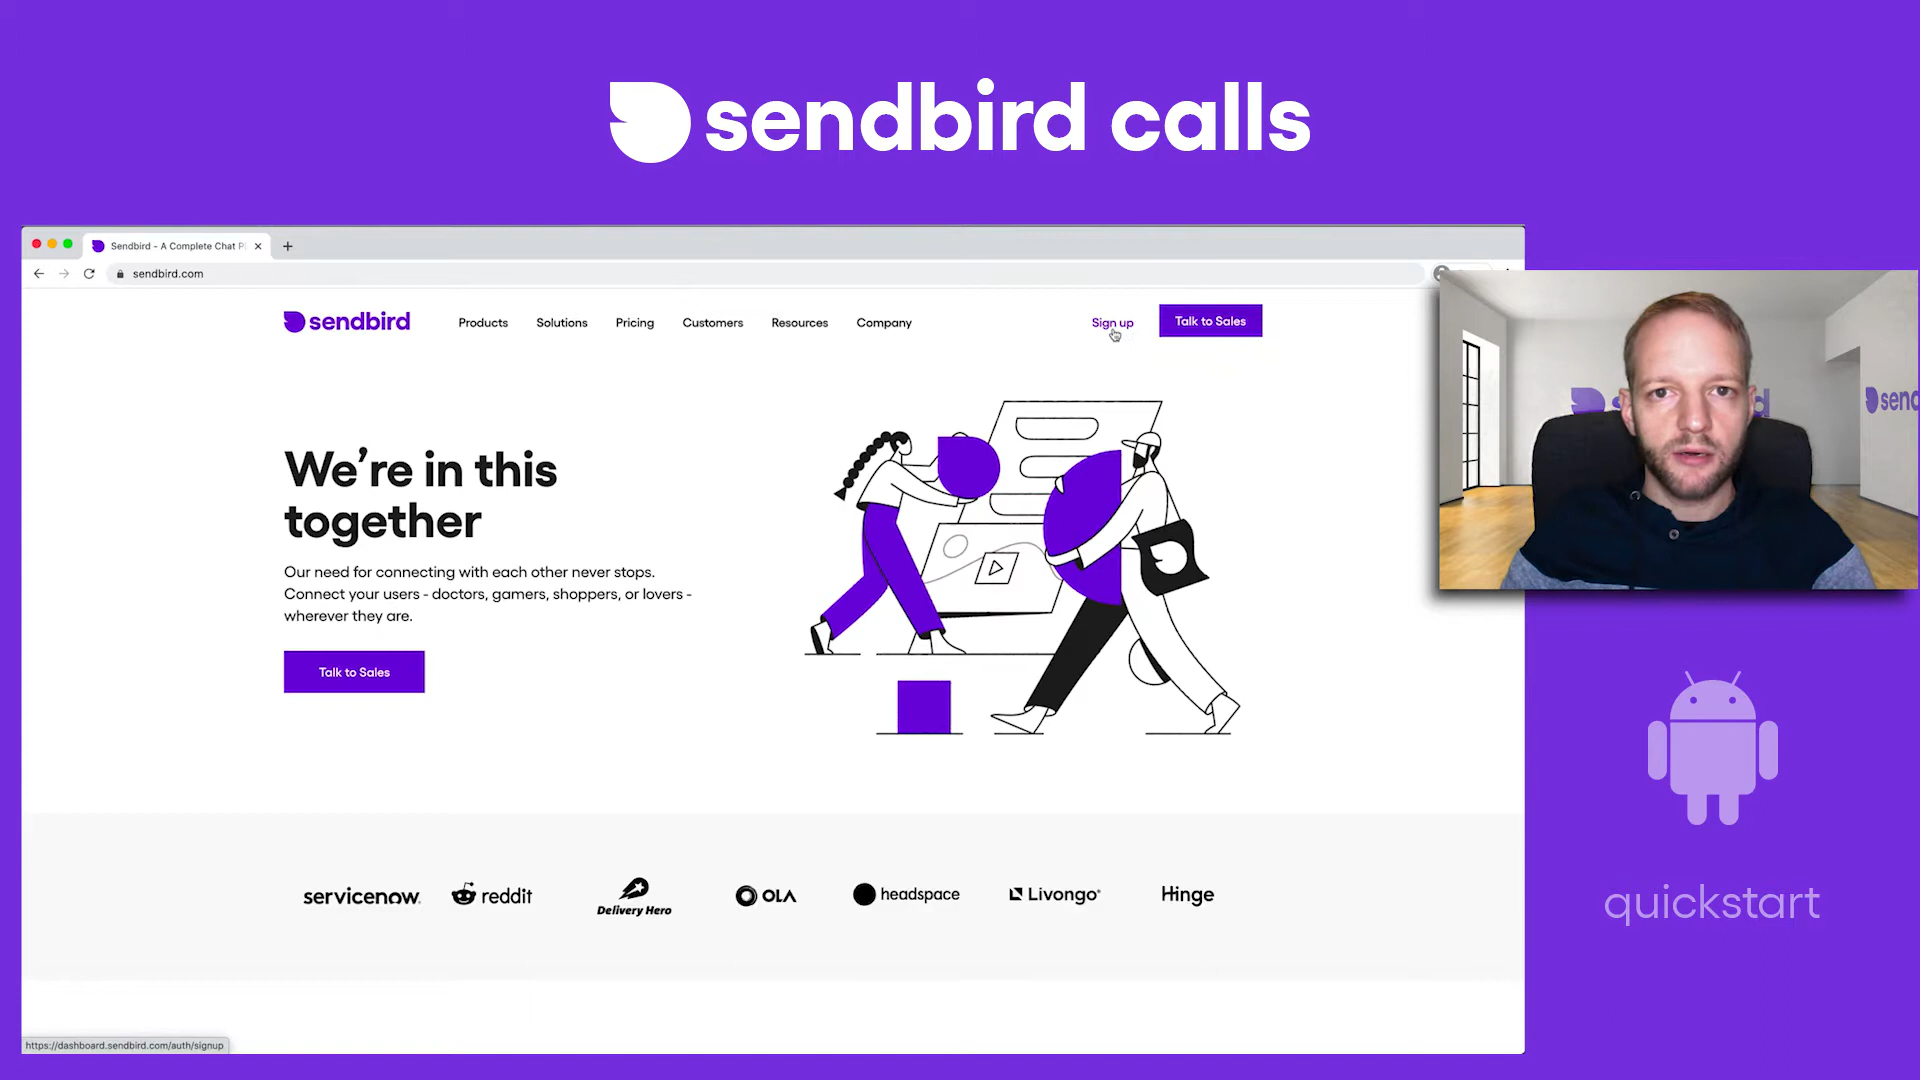 sendbird calls
Sendbird - A Complete Chat P
sendbird.com
sendbird
Products
Solutions
Pricing
Customers
Resources
Company
Sign up
Talk to Sales
We're in this
together
Our need for connecting with each other never stops.
Connect your users - doctors, gamers, shoppers, or lovers -
wherever they are.
Talk to Sales
servicenow
reddit
Delivery Hero
OLA
headspace
Livongo
Hinge
send
quickstart
https://dashboard.sendbird.com/auth/signup